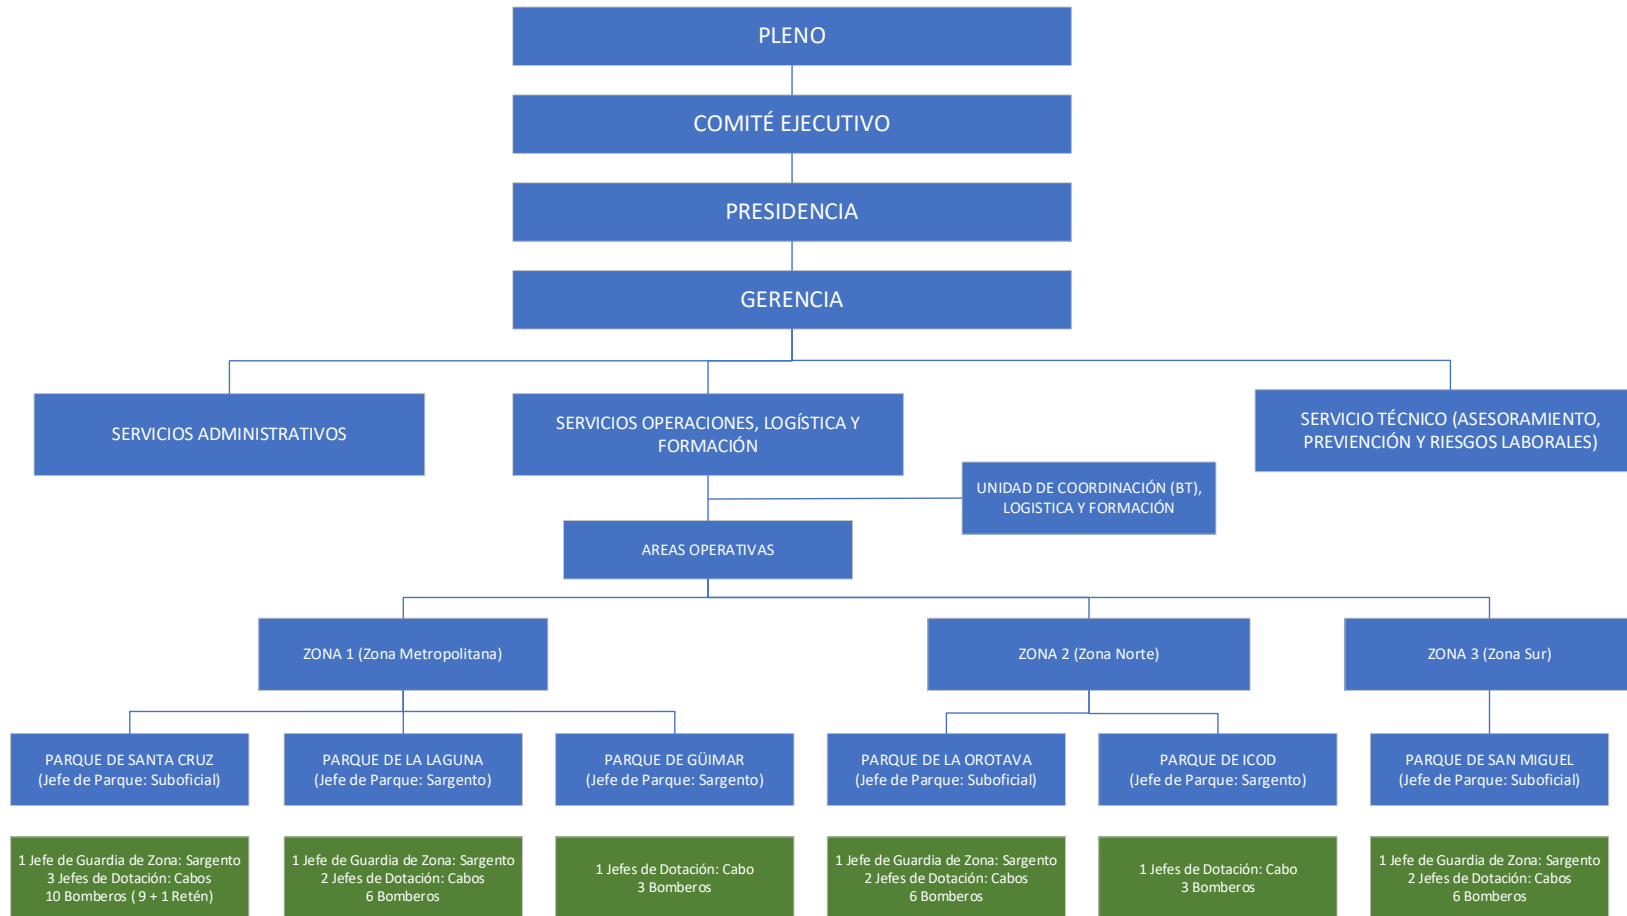 PLENO
COMITÉ EJECUTIVO
PRESIDENCIA
GERENCIA
SERVICIOS ADMINISTRATIVOS
SERVICIOS OPERACIONES, LOGÍSTICA Y
FORMACIÓN
SERVICIO TÉCNICO (ASESORAMIENTO,
PREVIENCIÓN Y RIESGOS LABORALES)
UNIDAD DE COORDINACIÓN (BT),
LOGISTICA Y FORMACIÓN
AREAS OPERATIVAS
ZONA 1 (Zona Metropolitana)
ZONA 2 (Zona Norte)
ZONA 3 (Zona Sur)
PARQUE DE SANTA CRUZ
(Jefe de Parque: Suboficial)
PARQUE DE LA LAGUNA
(Jefe de Parque: Sargento)
PARQUE DE GÜIMAR
(Jefe de Parque: Sargento)
PARQUE DE LA OROTAVA
(Jefe de Parque: Suboficial)
PARQUE DE ICOD
(Jefe de Parque: Sargento)
PARQUE DE SAN MIGUEL
(Jefe de Parque: Suboficial)
1 Jefe de Guardia de Zona: Sargento
3 Jefes de Dotación: Cabos
10 Bomberos ( 9 + 1 Retén)
1 Jefe de Guardia de Zona: Sargento
2 Jefes de Dotación: Cabos
6 Bomberos
1 Jefes de Dotación: Cabo
3 Bomberos
1 Jefe de Guardia de Zona: Sargento
2 Jefes de Dotación: Cabos
6 Bomberos
1 Jefes de Dotación: Cabo
3 Bomberos
1 Jefe de Guardia de Zona: Sargento
2 Jefes de Dotación: Cabos
6 Bomberos